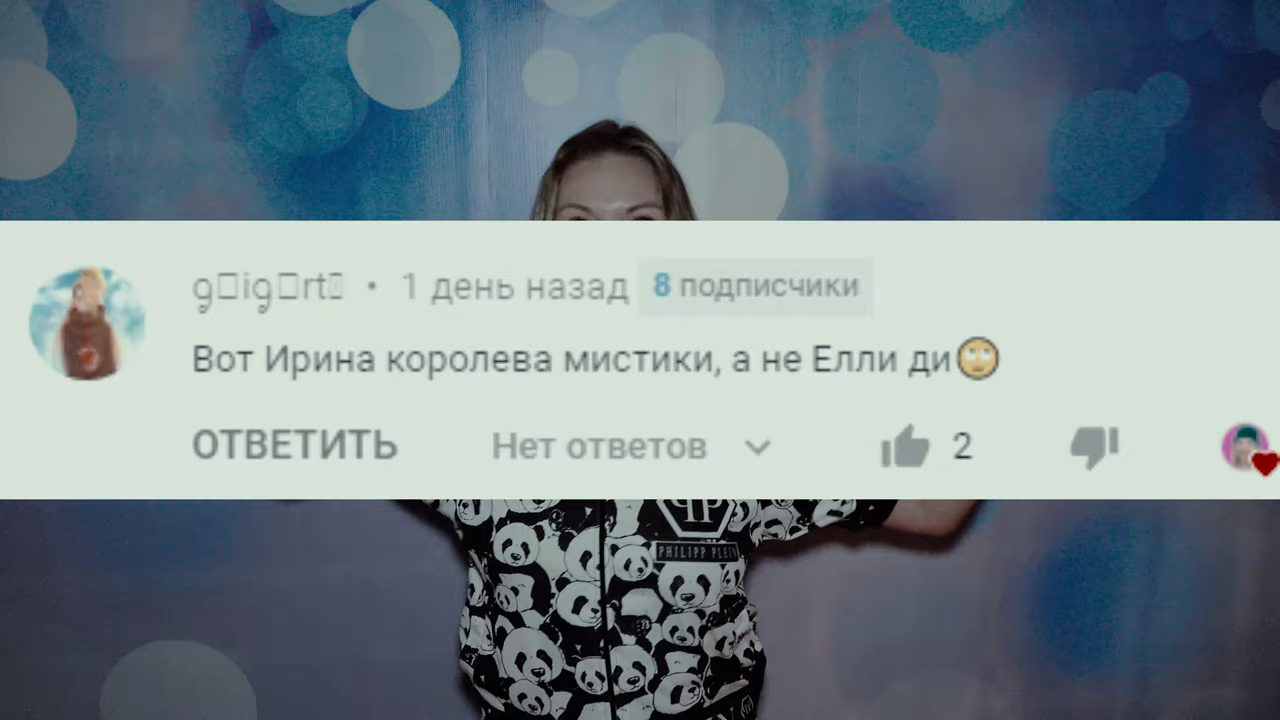 1 день назад 8 подписчики
Вот Ирина королева мистики, а не Елли ди🙄
ОТВЕТИТЬ Нет ответов 2
PHILIPP PLEIN